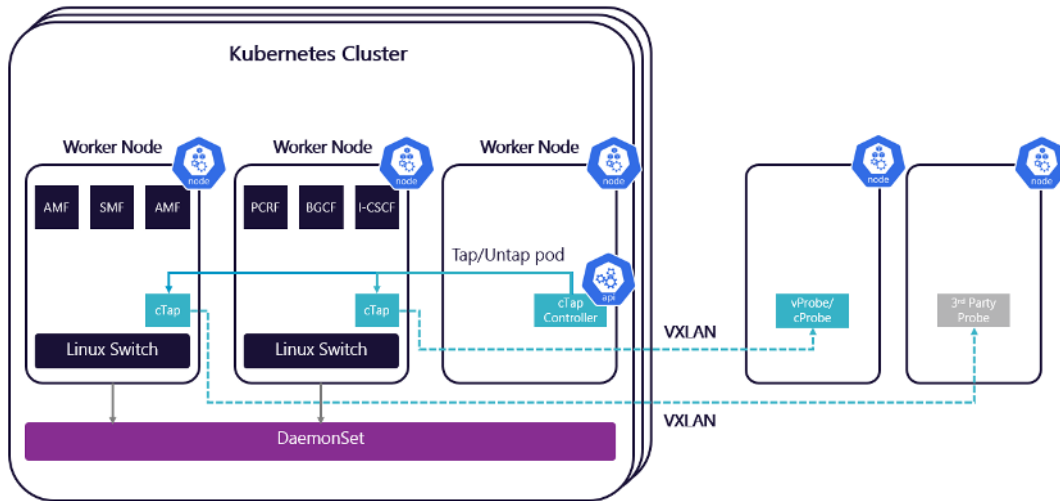 Kubernetes Cluster
Worker Node
Worker Node
Worker Node
node
node
node
node
node
AMF
SMF
AMF
PCRF
BGCF
I-CSCF
Tap/Untap pod
api
cTap
cTap
cTap
Controller
vProbe/
cProbe
3rd Party
Probe
VXLAN
Linux Switch
Linux Switch
VXLAN
DaemonSet